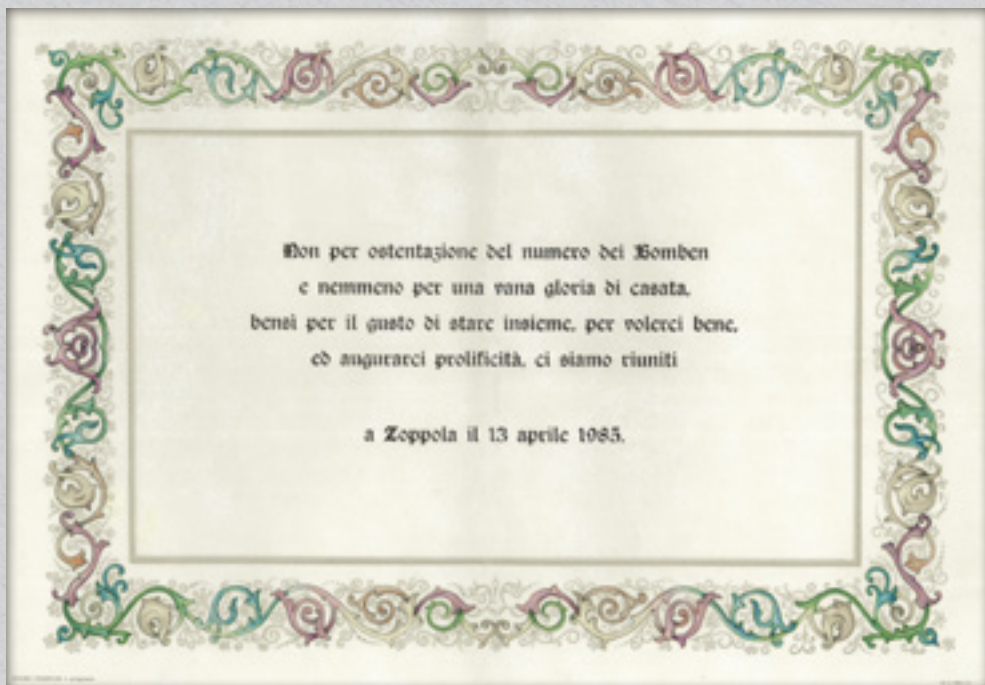 Non per ostentazione del numero dei Bomben
e nemmeno per una vana gloria di casata,
bensì per il gusto di stare insieme, per volerci bene,
ed augurarci prolificità, ci siamo riuniti
a Zoppola il 13 aprile 1985.